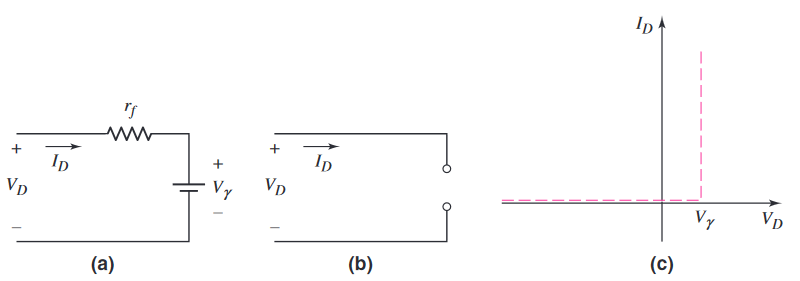 I_D
r_f
+ I_D + V_γ − V_D −
+ I_D V_D −
V_γ V_D
(a) (b) (c)